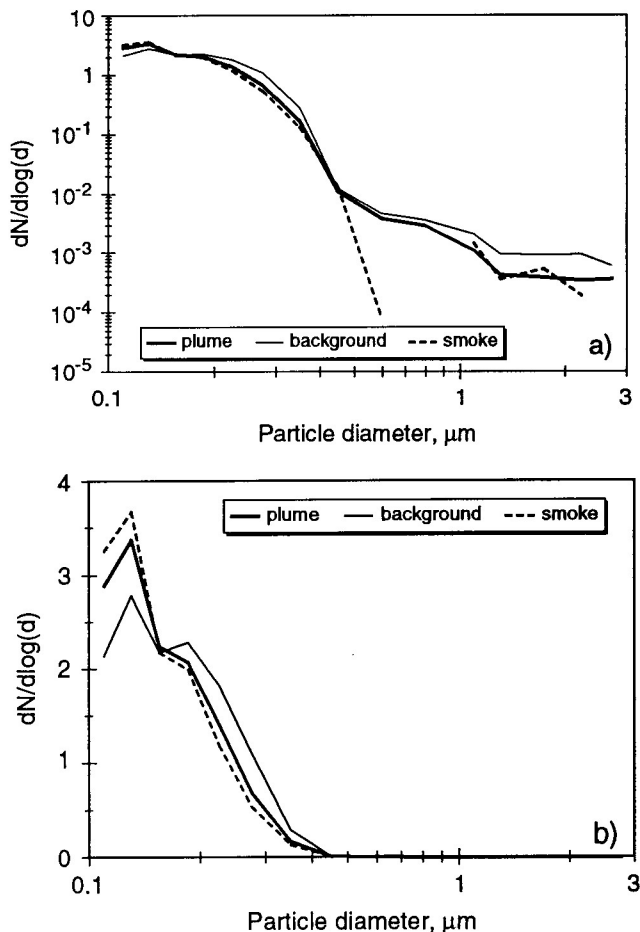 10
1
10⁻¹
10⁻²
10⁻³
10⁻⁴
10⁻⁵
dN/dlog(d)
plume background smoke
a)
0.1 1 3
Particle diameter, μm
4
3
2
1
0
dN/dlog(d)
plume background smoke
b)
0.1 1 3
Particle diameter, μm